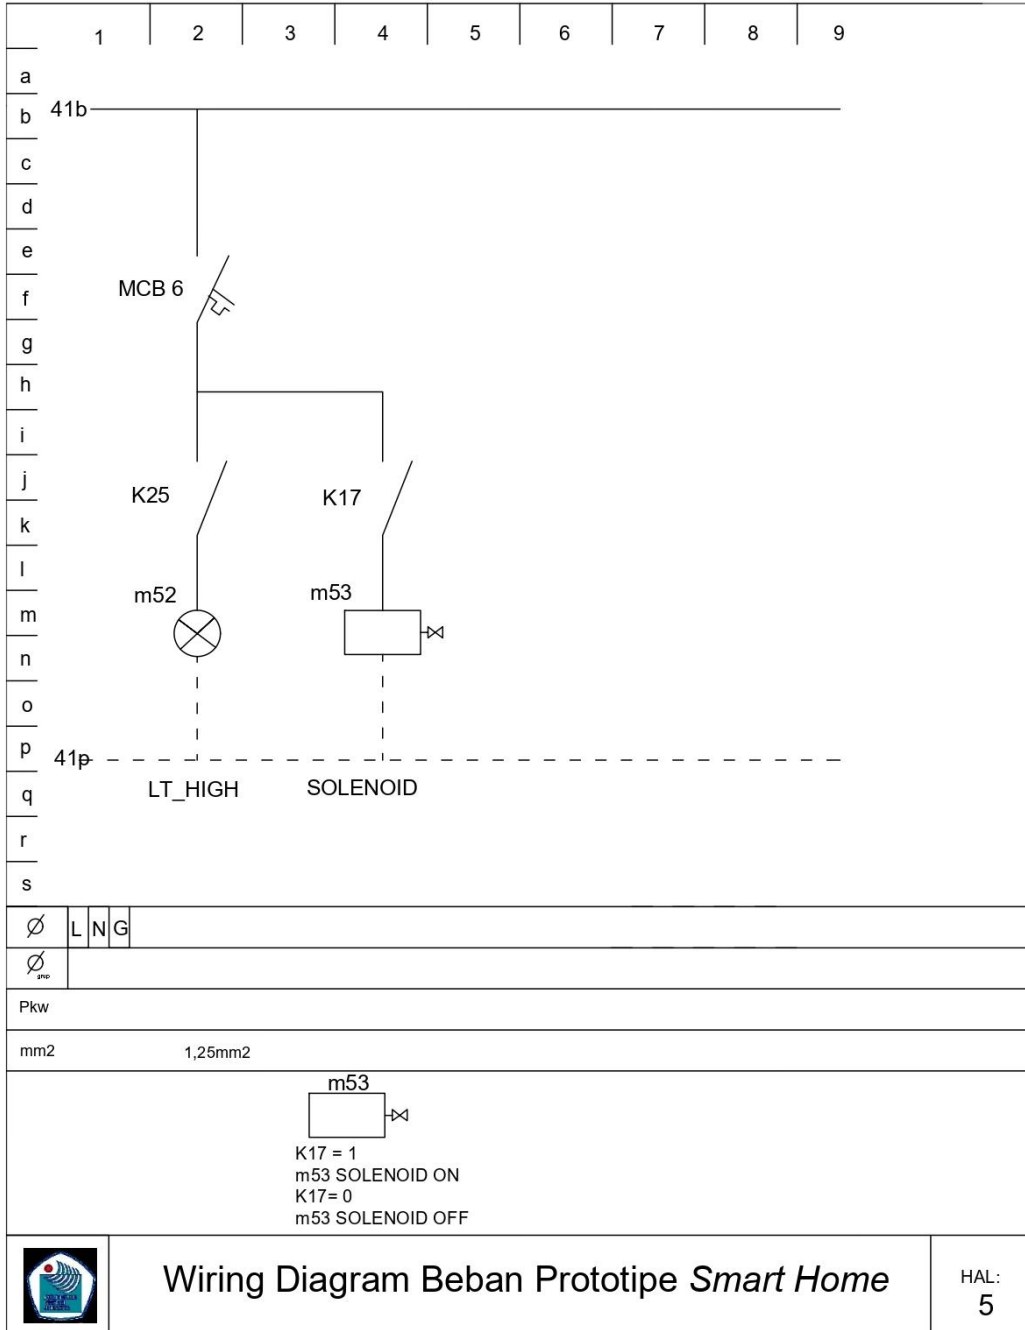 1 2 3 4 5 6 7 8 9
a
b 41b
c
d
e
MCB 6
f
g
h
i
j
K25 K17
k
l
m52 m53
m
n
o
p 41p
q LT_HIGH SOLENOID
r
s
Ø L N G
Ø
Pkw
mm2 1,25mm2
m53
K17 = 1
m53 SOLENOID ON
K17= 0
m53 SOLENOID OFF
Wiring Diagram Beban Prototipe Smart Home
HAL:
5